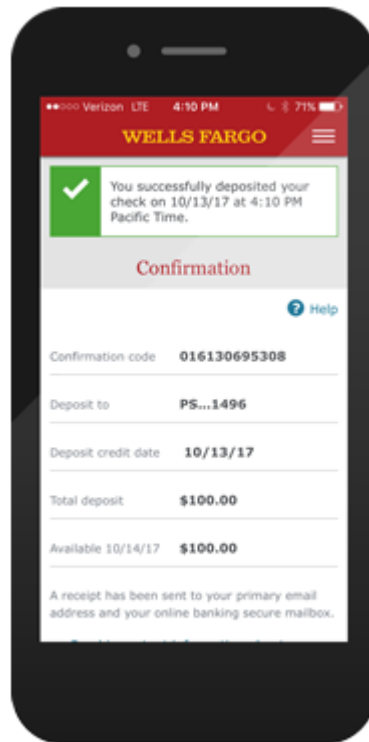 Verizon LTE 4:10 PM 71%
WELLS FARGO
You successfully deposited your
check on 10/13/17 at 4:10 PM
Pacific Time.
Confirmation
? Help
Confirmation code 016130695308
Deposit to PS...1496
Deposit credit date 10/13/17
Total deposit $100.00
Available 10/14/17 $100.00
A receipt has been sent to your primary email
address and your online banking secure mailbox.